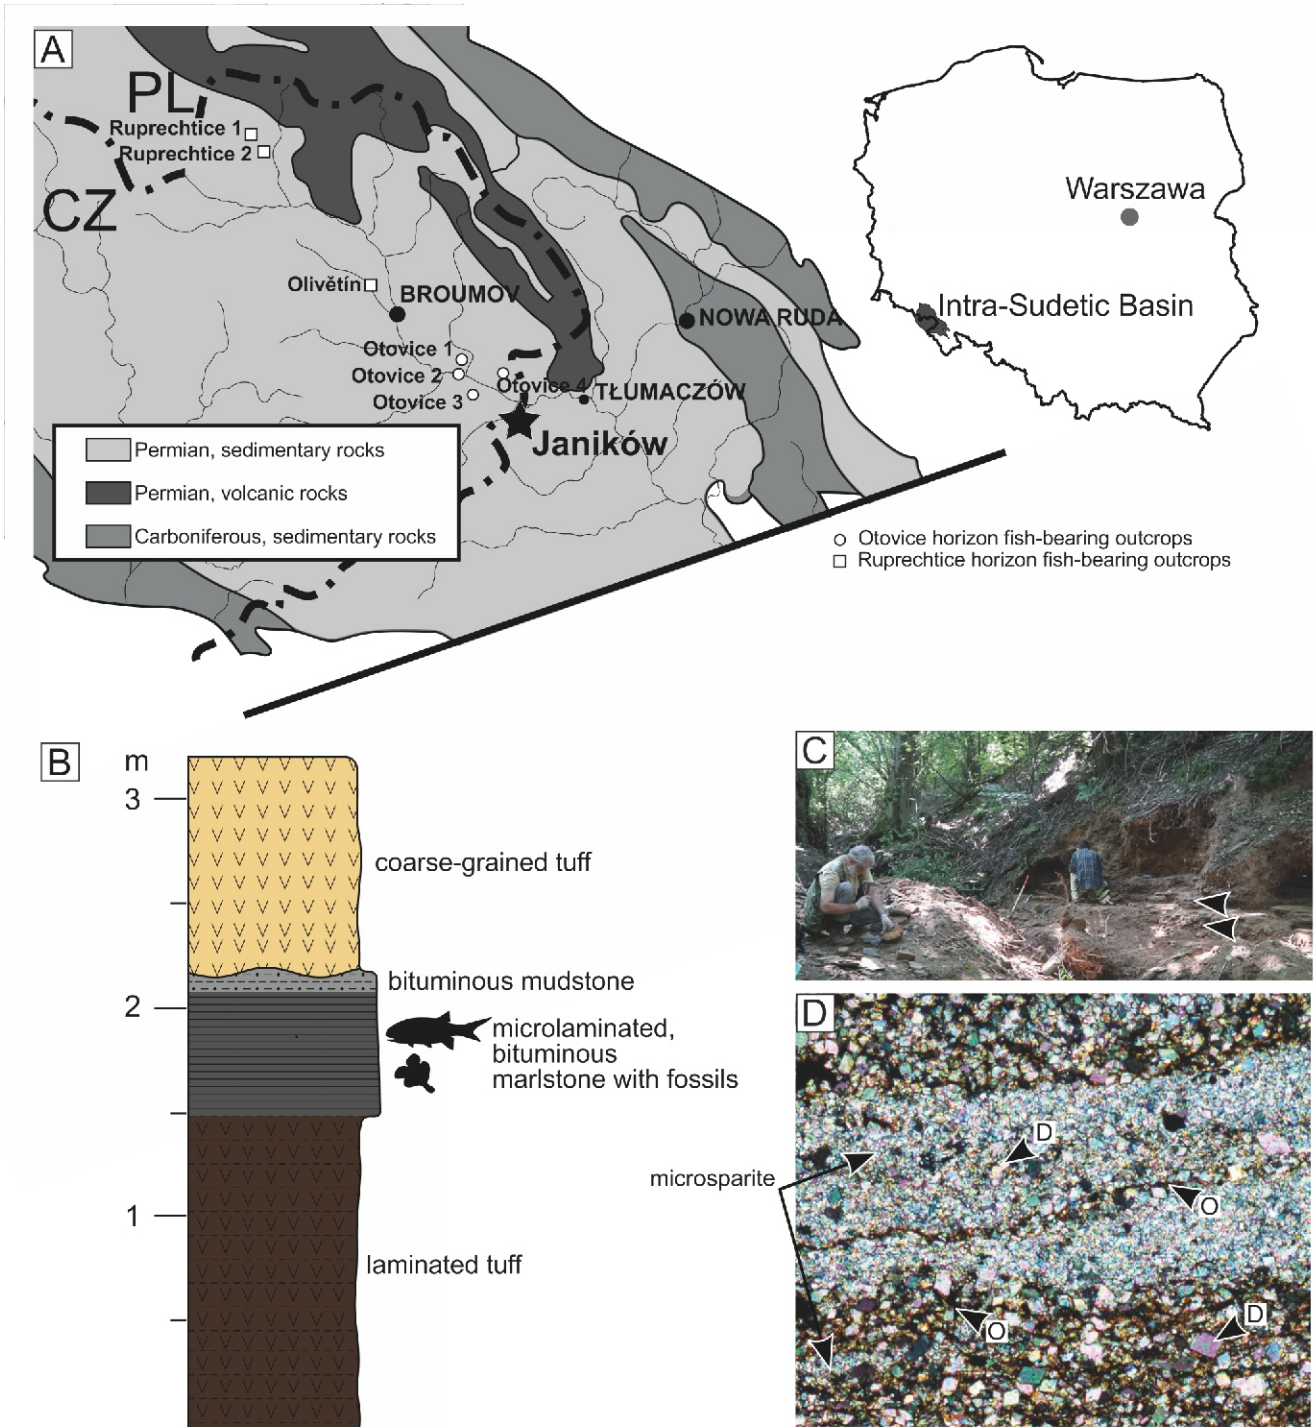 A
PL
Ruprechtice 1
Ruprechtice 2
CZ
Olivětín
BROUMOV
NOWA RUDA
Otovice 1
Otovice 2
Otovice 3
Otovice 4
TŁUMACZÓW
Janików
Warszawa
Intra-Sudetic Basin
Permian, sedimentary rocks
Permian, volcanic rocks
Carboniferous, sedimentary rocks
Otovice horizon fish-bearing outcrops
Ruprechtice horizon fish-bearing outcrops
B
m
3
coarse-grained tuff
bituminous mudstone
2
microlaminated,
bituminous
marlstone with fossils
1
laminated tuff
C
D
D
microsparite
O
O
D